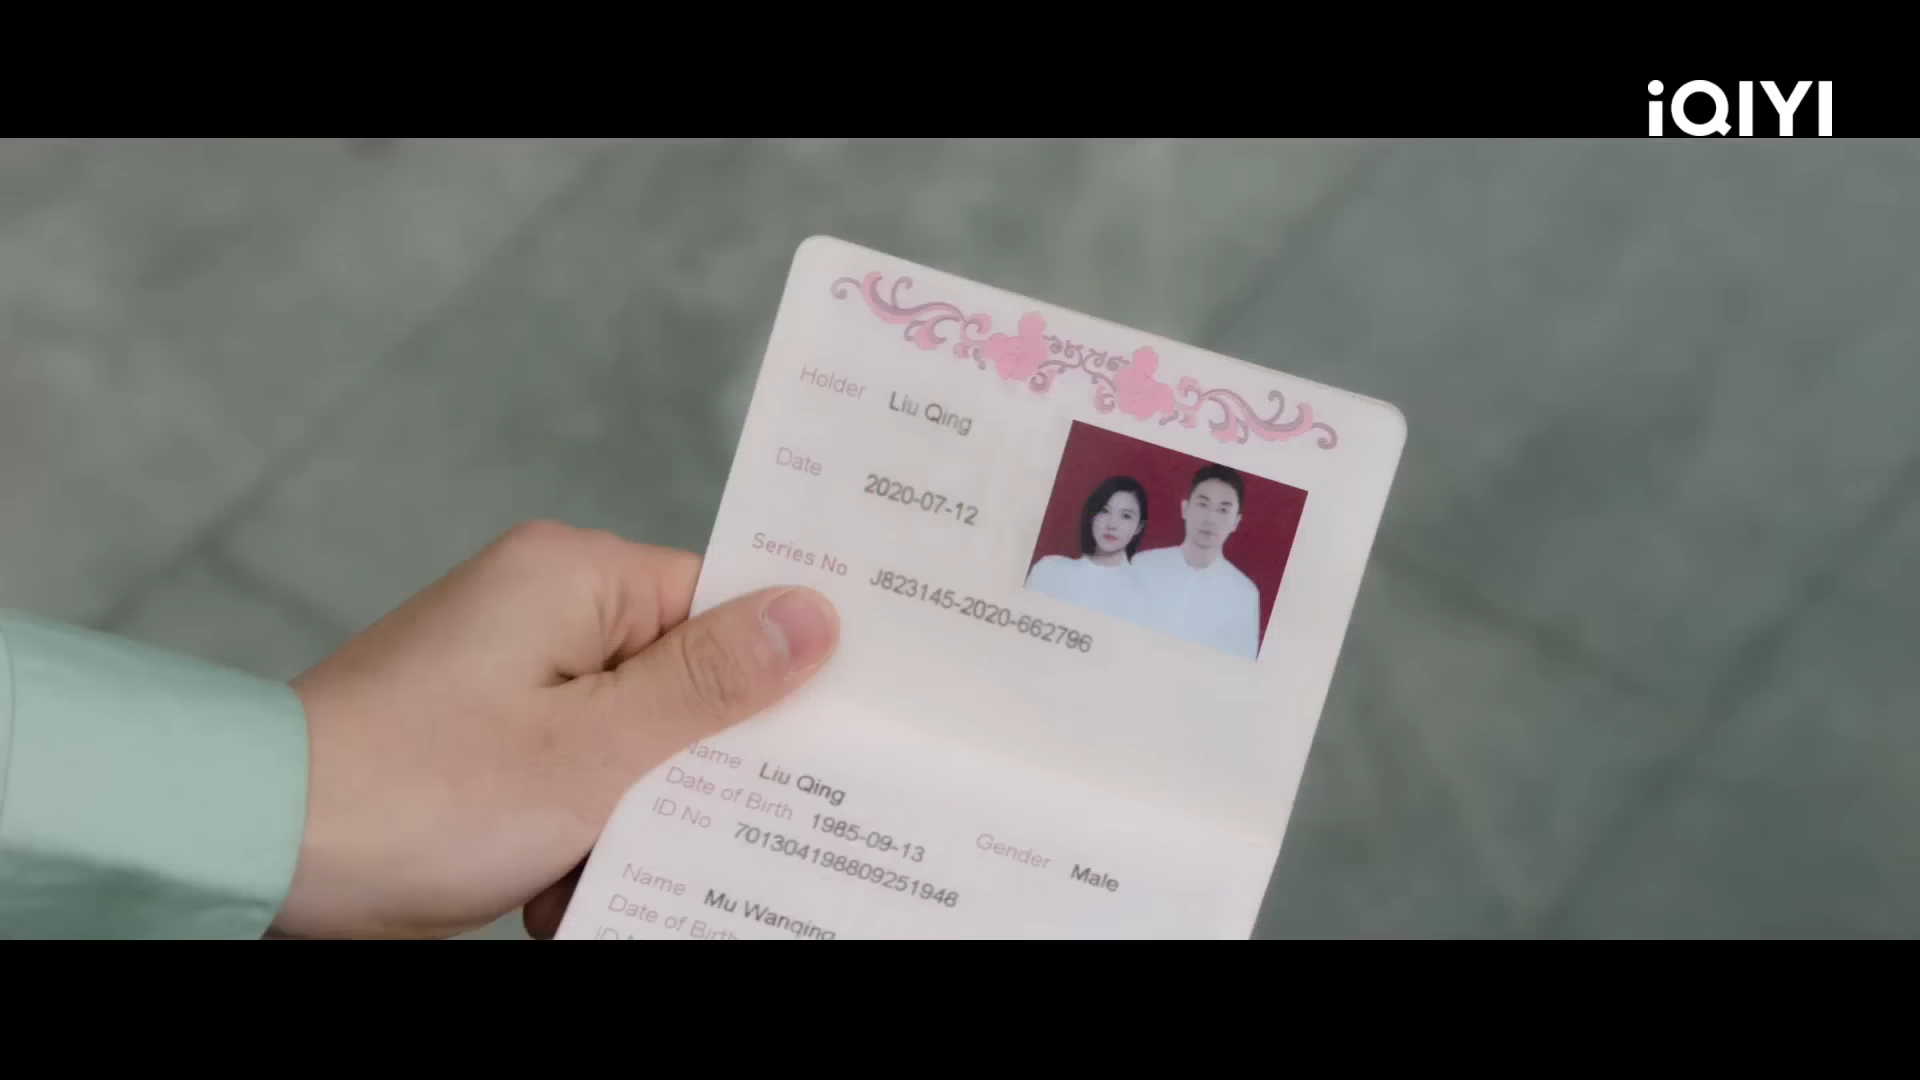 iQIYI
Holder Liu Qing
Date 2020-07-12
Series No J823145-2020-662796
Name Liu Qing
Date of Birth 1985-09-13 Gender Male
ID No 701304198809251948
Name Mu Wanqing
Date of Birth